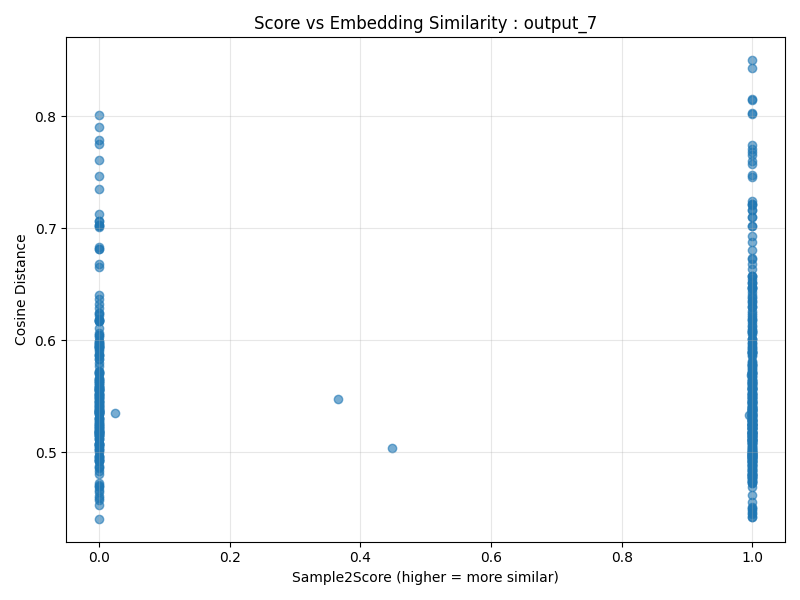 Score vs Embedding Similarity : output_7
Cosine Distance
0.8
0.7
0.6
0.5
0.0 0.2 0.4 0.6 0.8 1.0
Sample2Score (higher = more similar)